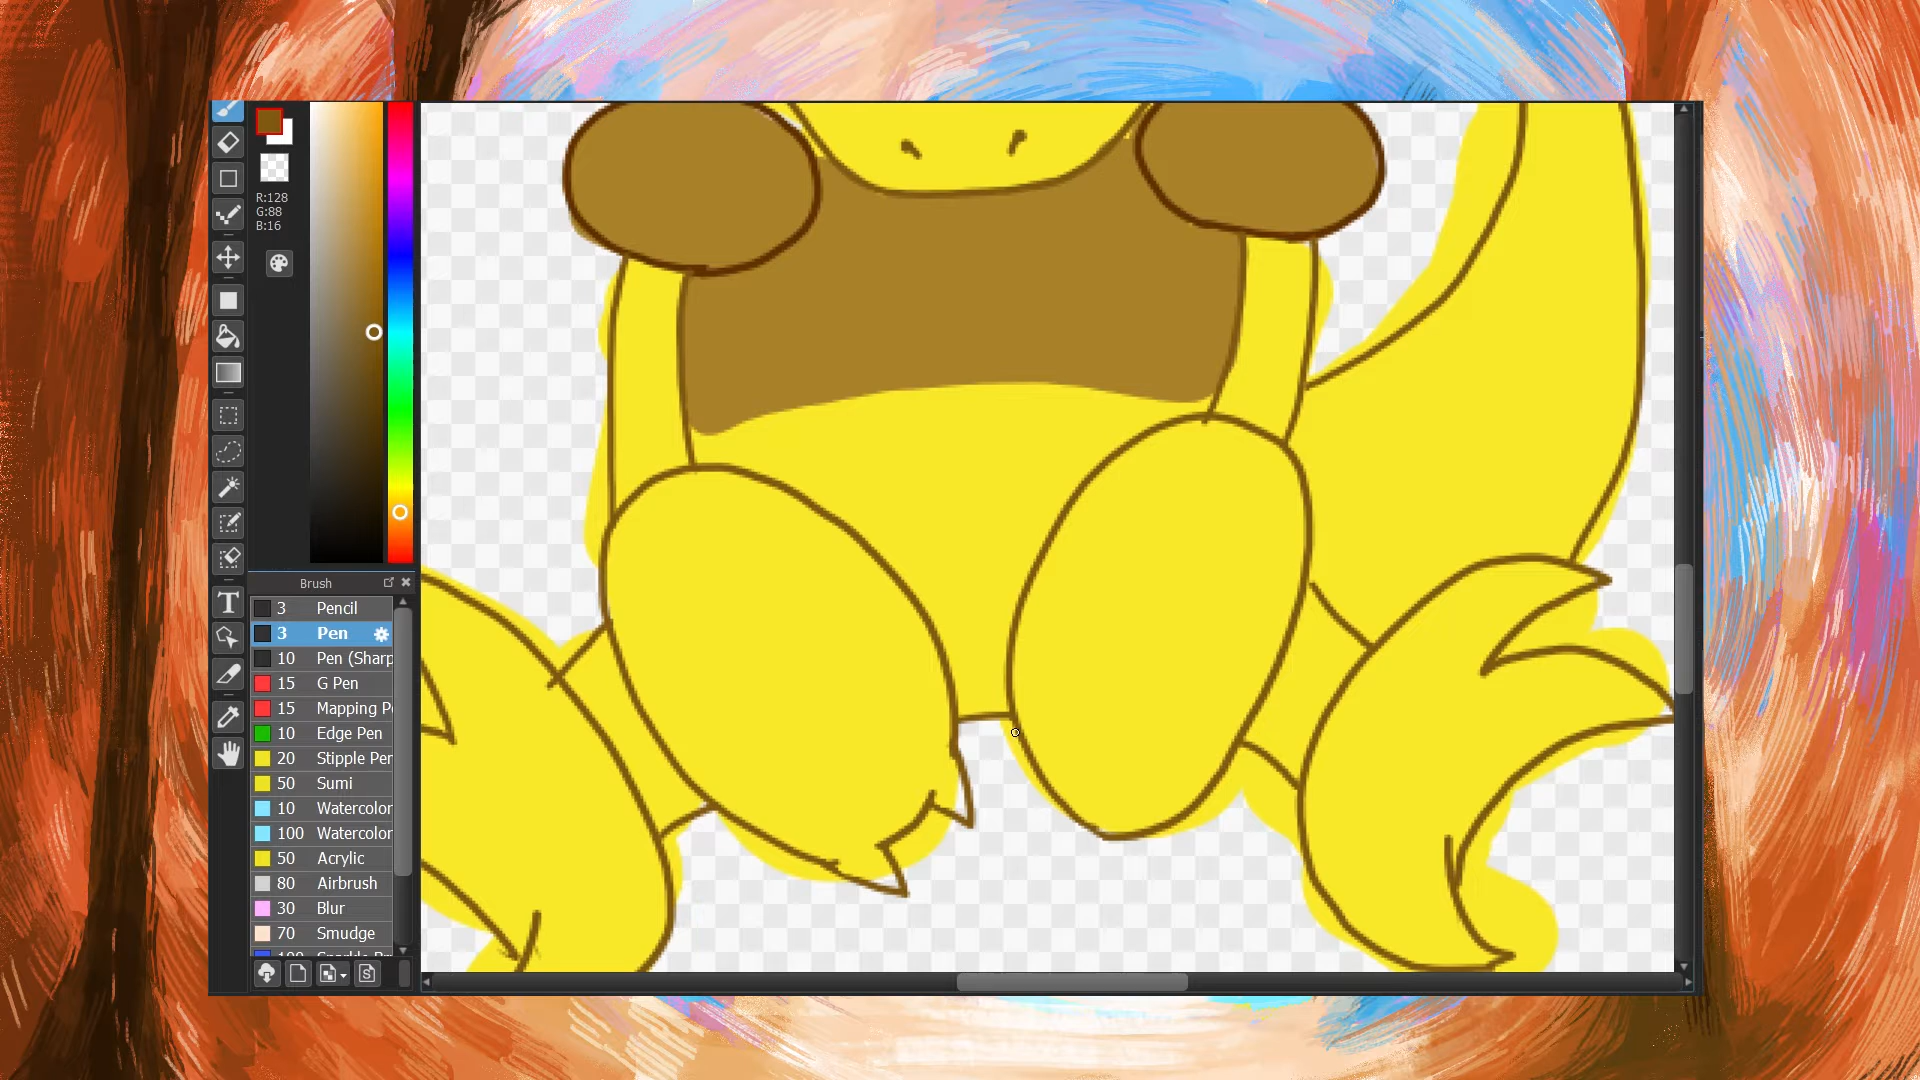 R:128
G:88
B:16
Brush
3 Pencil
3 Pen
10 Pen (Sharp
15 G Pen
15 Mapping P
10 Edge Pen
20 Stipple Pen
50 Sumi
10 Watercolor
100 Watercolor
50 Acrylic
80 Airbrush
30 Blur
70 Smudge